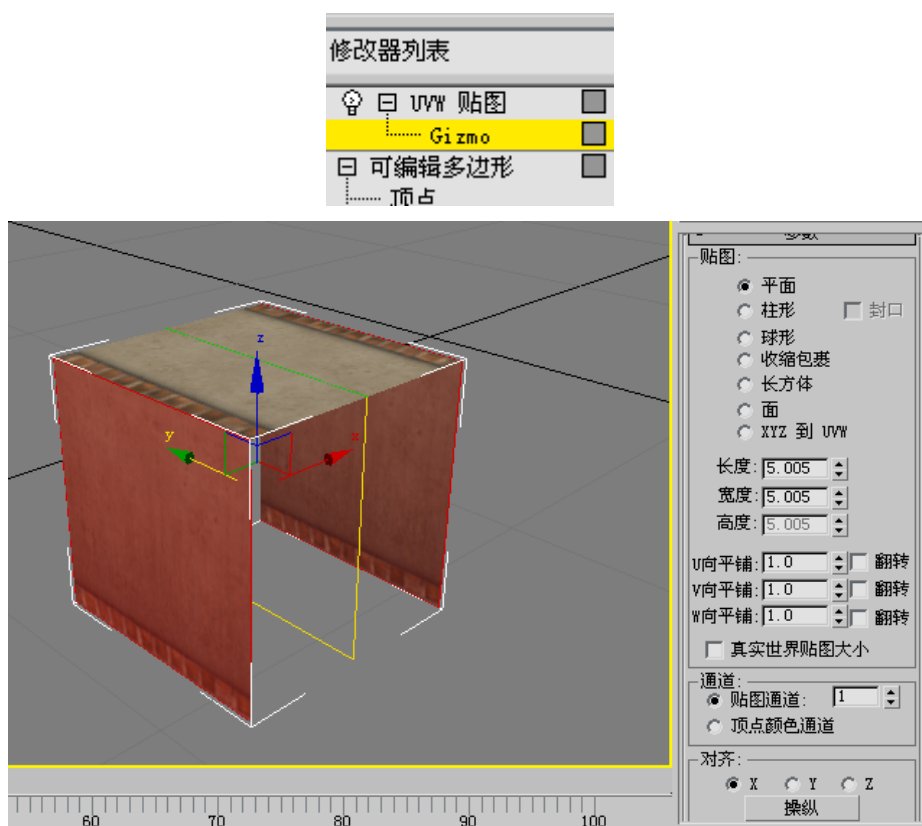 修改器列表
UVW 贴图
Gizmo
可编辑多边形
顶点
参数
贴图:
平面
柱形 封口
球形
收缩包裹
长方体
面
XYZ 到 UVW
长度: 5.005
宽度: 5.005
高度: 5.005
U向平铺: 1.0 翻转
V向平铺: 1.0 翻转
W向平铺: 1.0 翻转
真实世界贴图大小
通道:
贴图通道: 1
顶点颜色通道
对齐:
X Y Z
操纵
z
y x
60 70 80 90 100